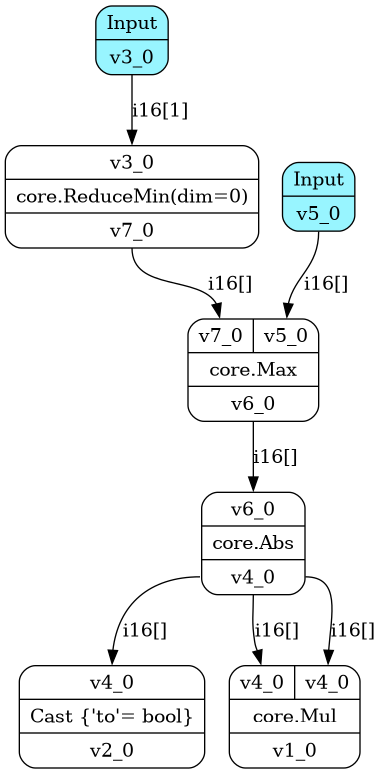 Input
v3_0
i16[1]
v3_0
core.ReduceMin(dim=0)
v7_0
Input
v5_0
i16[]
i16[]
v7_0 v5_0
core.Max
v6_0
i16[]
v6_0
core.Abs
v4_0
i16[]
i16[]
i16[]
v4_0
Cast {'to'= bool}
v2_0
v4_0 v4_0
core.Mul
v1_0